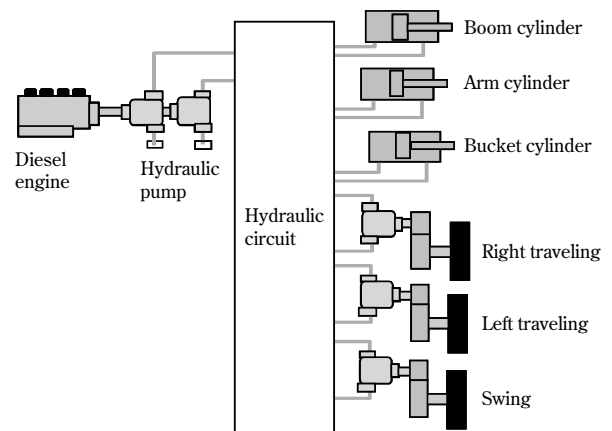 Boom cylinder
Arm cylinder
Bucket cylinder
Diesel
engine
Hydraulic
pump
Hydraulic
circuit
Right traveling
Left traveling
Swing